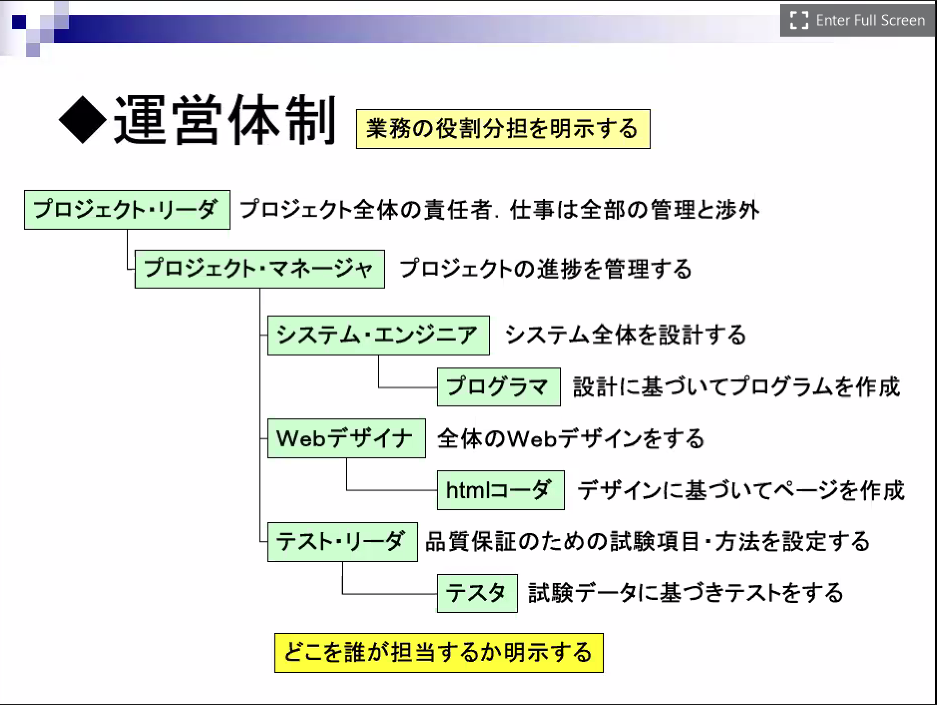 Enter Full Screen
◆運営体制
業務の役割分担を明示する
プロジェクト・リーダ プロジェクト全体の責任者．仕事は全部の管理と渉外
プロジェクト・マネージャ プロジェクトの進捗を管理する
システム・エンジニア システム全体を設計する
プログラマ 設計に基づいてプログラムを作成
Webデザイナ 全体のWebデザインをする
htmlコーダ デザインに基づいてページを作成
テスト・リーダ 品質保証のための試験項目・方法を設定する
テスタ 試験データに基づきテストをする
どこを誰が担当するか明示する